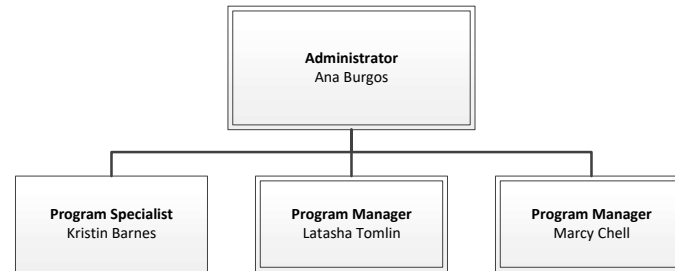 Administrator
Ana Burgos
Program Specialist
Kristin Barnes
Program Manager
Latasha Tomlin
Program Manager
Marcy Chell